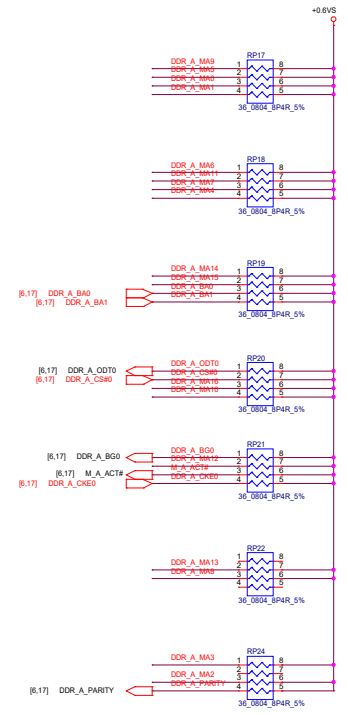 +0.6VS
RP17
DDR_A_MA9 1 8
DDR_A_MA5 2 7
DDR_A_MA0 3 6
DDR_A_MA1 4 5
36_0804_8P4R_5%
RP18
DDR_A_MA6 1 8
DDR_A_MA11 2 7
DDR_A_MA7 3 6
DDR_A_MA4 4 5
36_0804_8P4R_5%
RP19
DDR_A_MA14 1 8
DDR_A_MA15 2 7
[6,17] DDR_A_BA0 DDR_A_BA0 3 6
[6,17] DDR_A_BA1 DDR_A_BA1 4 5
36_0804_8P4R_5%
RP20
[6,17] DDR_A_ODT0 DDR_A_ODT0 1 8
[6,17] DDR_A_CS#0 DDR_A_CS#0 2 7
DDR_A_MA16 3 6
DDR_A_MA10 4 5
36_0804_8P4R_5%
RP21
[6,17] DDR_A_BG0 DDR_A_BG0 1 8
DDR_A_MA12 2 7
[6,17] M_A_ACT# M_A_ACT# 3 6
[6,17] DDR_A_CKE0 DDR_A_CKE0 4 5
36_0804_8P4R_5%
RP22
1 8
DDR_A_MA13 2 7
DDR_A_MA8 3 6
4 5
36_0804_8P4R_5%
RP24
DDR_A_MA3 1 8
2 7
DDR_A_MA2 3 6
[6,17] DDR_A_PARITY DDR_A_PARITY 4 5
36_0804_8P4R_5%